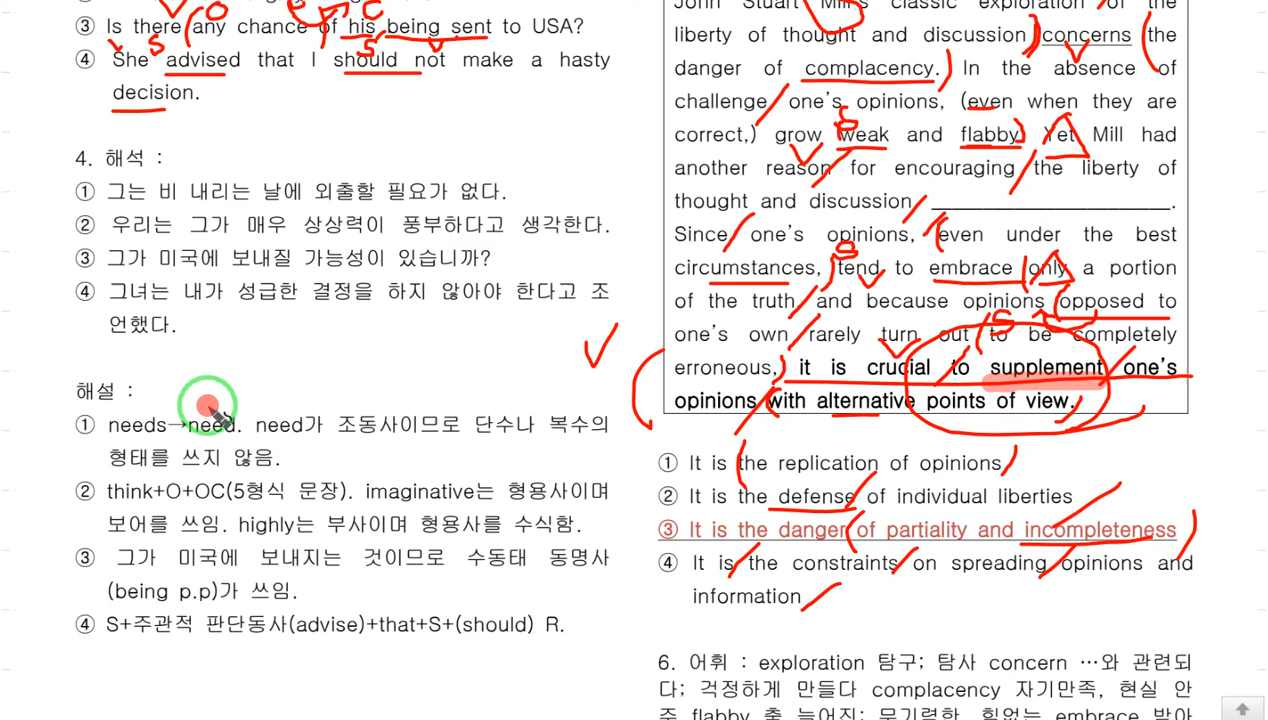 ③ Is there any chance of his being sent to USA?
④ She advised that I should not make a hasty
decision.
4. 해석 :
① 그는 비 내리는 날에 외출할 필요가 없다.
② 우리는 그가 매우 상상력이 풍부하다고 생각한다.
③ 그가 미국에 보내질 가능성이 있습니까?
④ 그녀는 내가 성급한 결정을 하지 않아야 한다고 조
언했다.
해설 :
① needs→need. need가 조동사이므로 단수나 복수의
형태를 쓰지 않음.
② think+O+OC(5형식 문장). imaginative는 형용사이며
보어를 쓰임. highly는 부사이며 형용사를 수식함.
③ 그가 미국에 보내지는 것이므로 수동태 동명사
(being p.p)가 쓰임.
④ S+주관적 판단동사(advise)+that+S+(should) R.
John Stuart Mill's classic exploration of the
liberty of thought and discussion concerns the
danger of complacency. In the absence of
challenge one's opinions, (even when they are
correct,) grow weak and flabby. Yet Mill had
another reason for encouraging the liberty of
thought and discussion ______________________.
Since one's opinions, even under the best
circumstances, tend to embrace only a portion
of the truth and because opinions opposed to
one's own rarely turn out to be completely
erroneous, it is crucial to supplement one's
opinions with alternative points of view.
① It is the replication of opinions
② It is the defense of individual liberties
③ It is the danger of partiality and incompleteness
④ It is the constraints on spreading opinions and
information
6. 어휘 : exploration 탐구; 탐사 concern …와 관련되
다; 걱정하게 만들다 complacency 자기만족, 현실 안
주 flabby 축 늘어진; 무기력한, 힘없는 embrace 받아